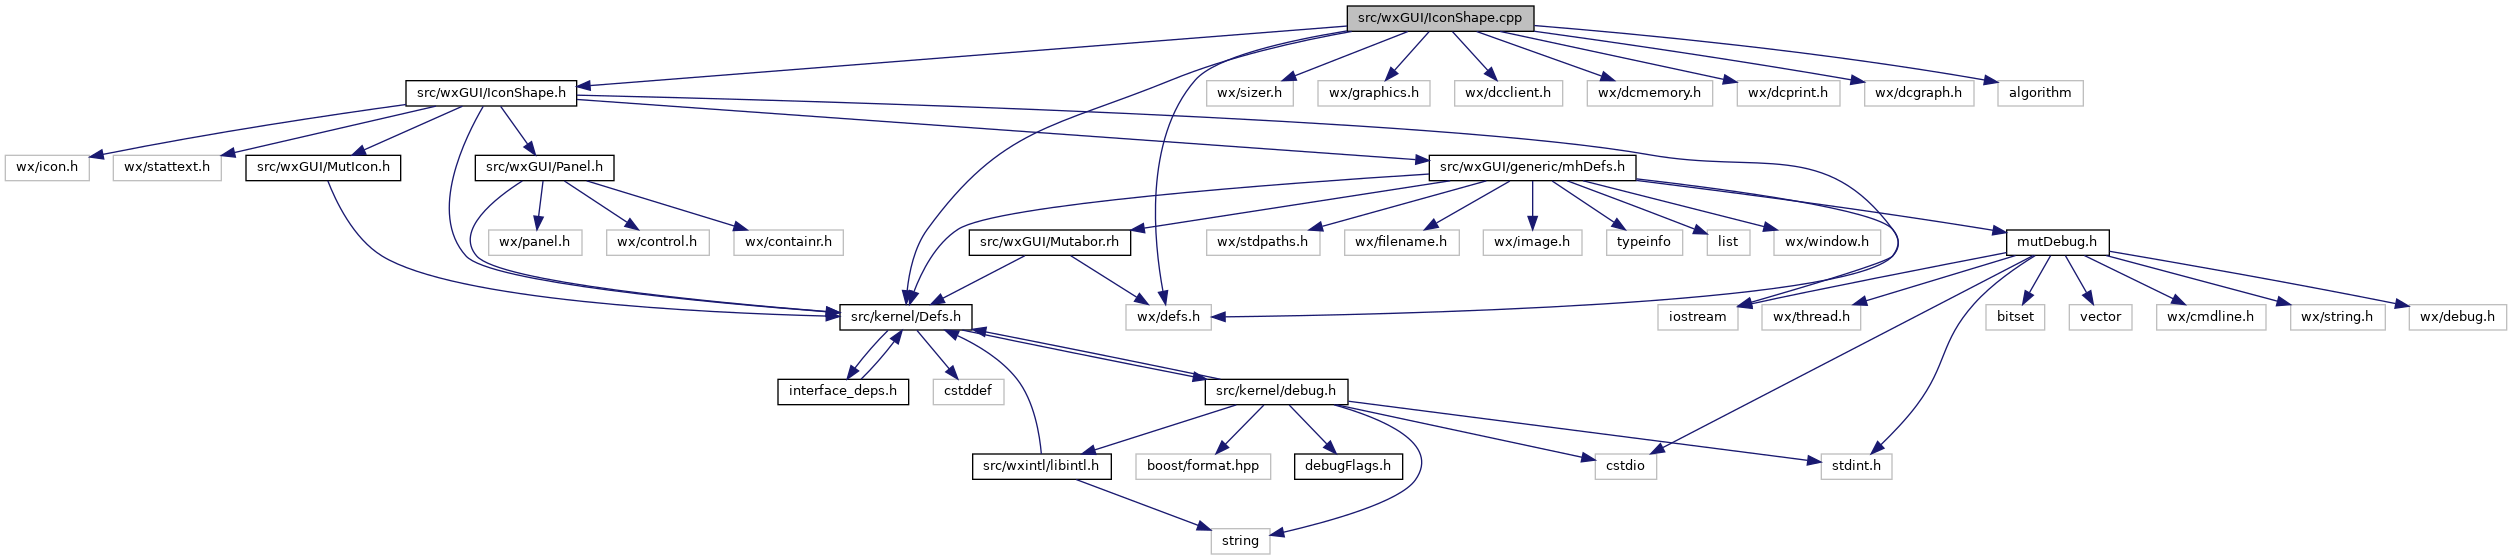 src/wxGUI/IconShape.cpp
src/wxGUI/IconShape.h
wx/sizer.h
wx/graphics.h
wx/dcclient.h
wx/dcmemory.h
wx/dcprint.h
wx/dcgraph.h
algorithm
wx/icon.h
wx/stattext.h
src/wxGUI/MutIcon.h
src/wxGUI/Panel.h
src/wxGUI/generic/mhDefs.h
wx/panel.h
wx/control.h
wx/containr.h
src/wxGUI/Mutabor.rh
wx/stdpaths.h
wx/filename.h
wx/image.h
typeinfo
list
wx/window.h
mutDebug.h
src/kernel/Defs.h
wx/defs.h
iostream
wx/thread.h
bitset
vector
wx/cmdline.h
wx/string.h
wx/debug.h
interface_deps.h
cstddef
src/kernel/debug.h
src/wxintl/libintl.h
boost/format.hpp
debugFlags.h
cstdio
stdint.h
string